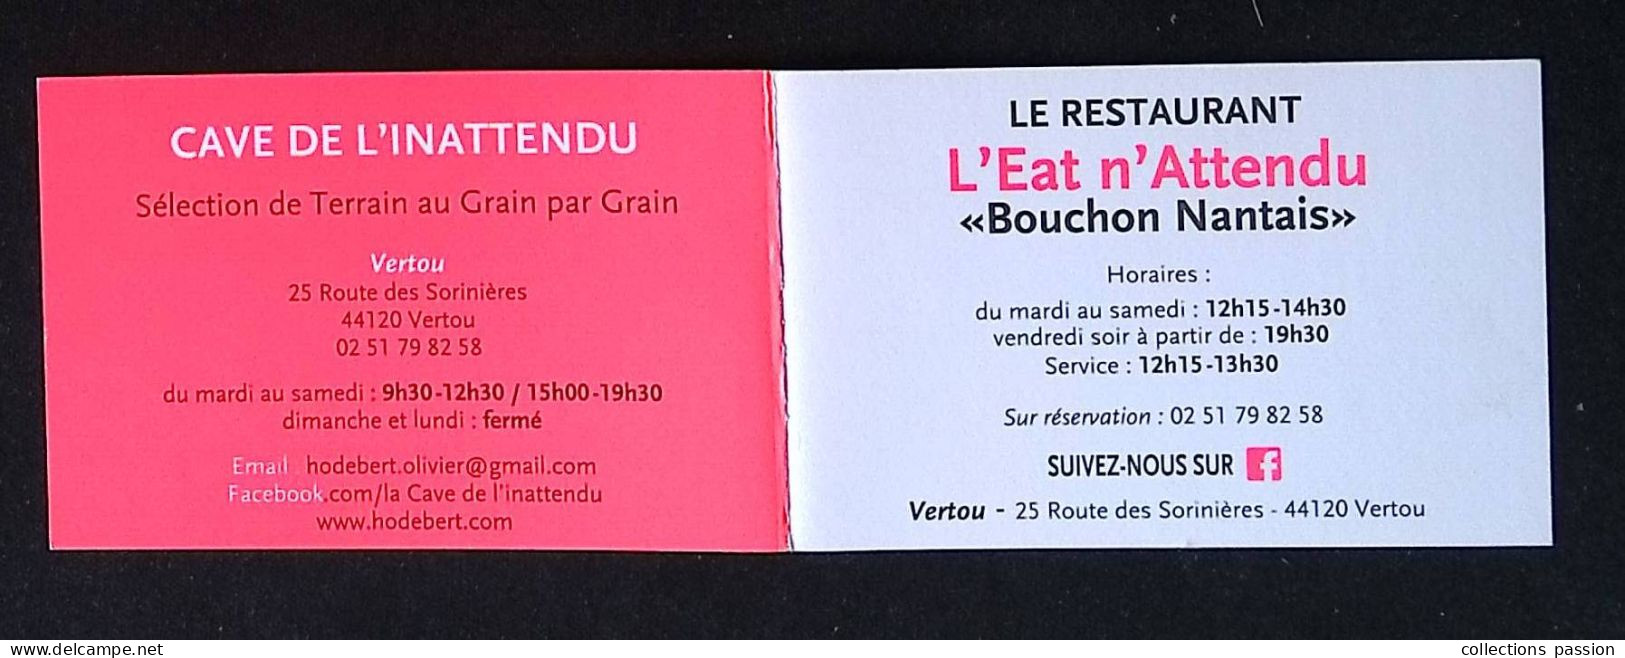 CAVE DE L'INATTENDU
Sélection de Terrain au Grain par Grain
Vertou
25 Route des Sorinières
44120 Vertou
02 51 79 82 58
du mardi au samedi : 9h30-12h30 / 15h00-19h30
dimanche et lundi : fermé
Email hodebert.olivier@gmail.com
Facebook.com/la Cave de l'inattendu
www.hodebert.com
LE RESTAURANT
L'Eat n'Attendu
«Bouchon Nantais»
Horaires :
du mardi au samedi : 12h15-14h30
vendredi soir à partir de : 19h30
Service : 12h15-13h30
Sur réservation : 02 51 79 82 58
SUIVEZ-NOUS SUR f
Vertou - 25 Route des Sorinières - 44120 Vertou
©delcampe.net/timtom
collections passion